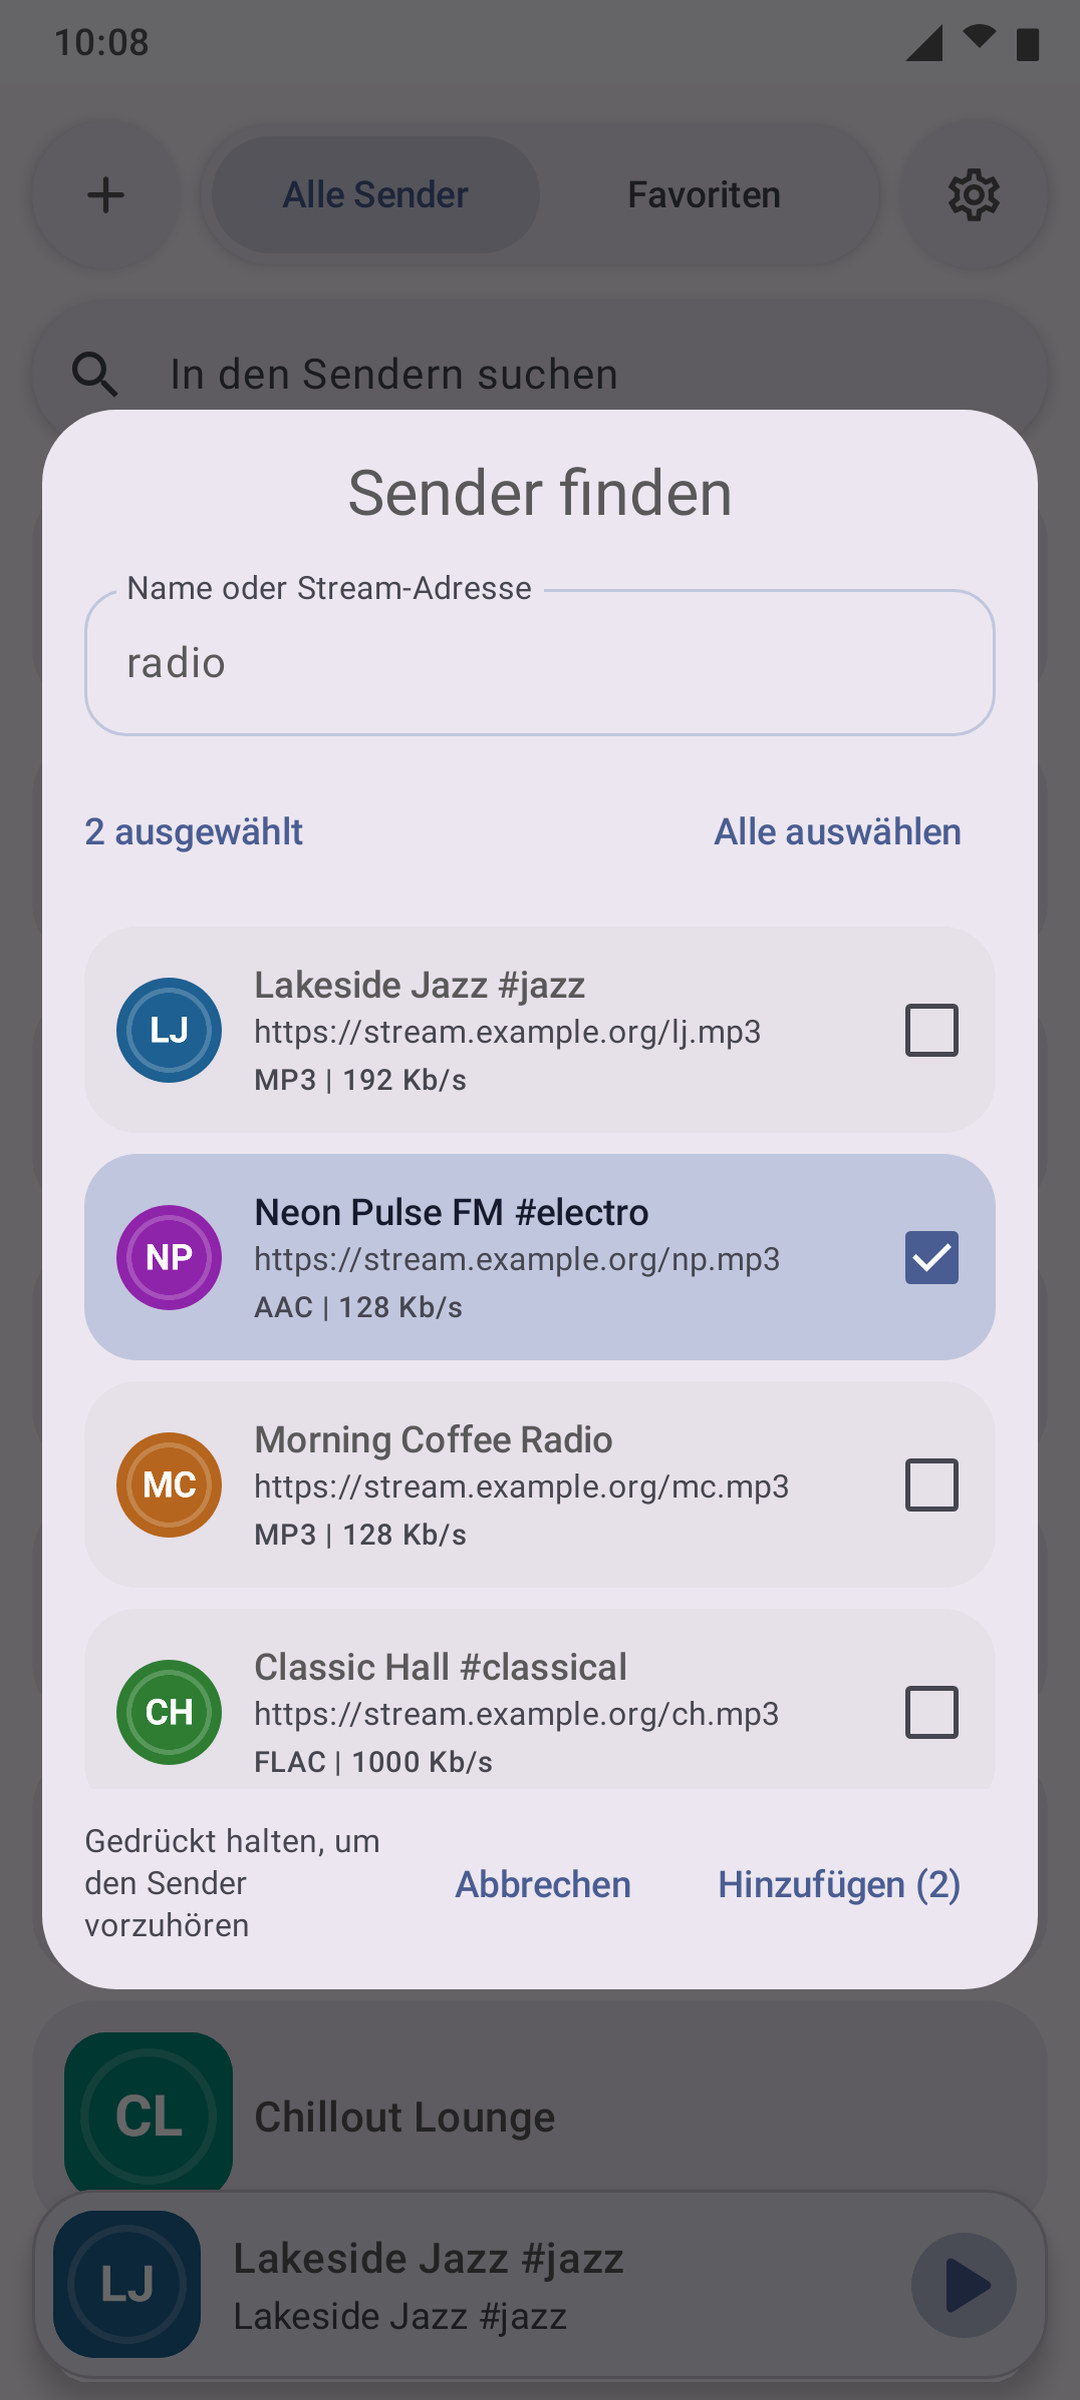 10:08
Alle Sender
Favoriten
In den Sendern suchen
Sender finden
Name oder Stream-Adresse
radio
2 ausgewählt
Alle auswählen
LJ
Lakeside Jazz #jazz
https://stream.example.org/lj.mp3
MP3 | 192 Kb/s
NP
Neon Pulse FM #electro
https://stream.example.org/np.mp3
AAC | 128 Kb/s
MC
Morning Coffee Radio
https://stream.example.org/mc.mp3
MP3 | 128 Kb/s
CH
Classic Hall #classical
https://stream.example.org/ch.mp3
FLAC | 1000 Kb/s
Gedrückt halten, um
den Sender
vorzuhören
Abbrechen
Hinzufügen (2)
CL
Chillout Lounge
LJ
Lakeside Jazz #jazz
Lakeside Jazz #jazz